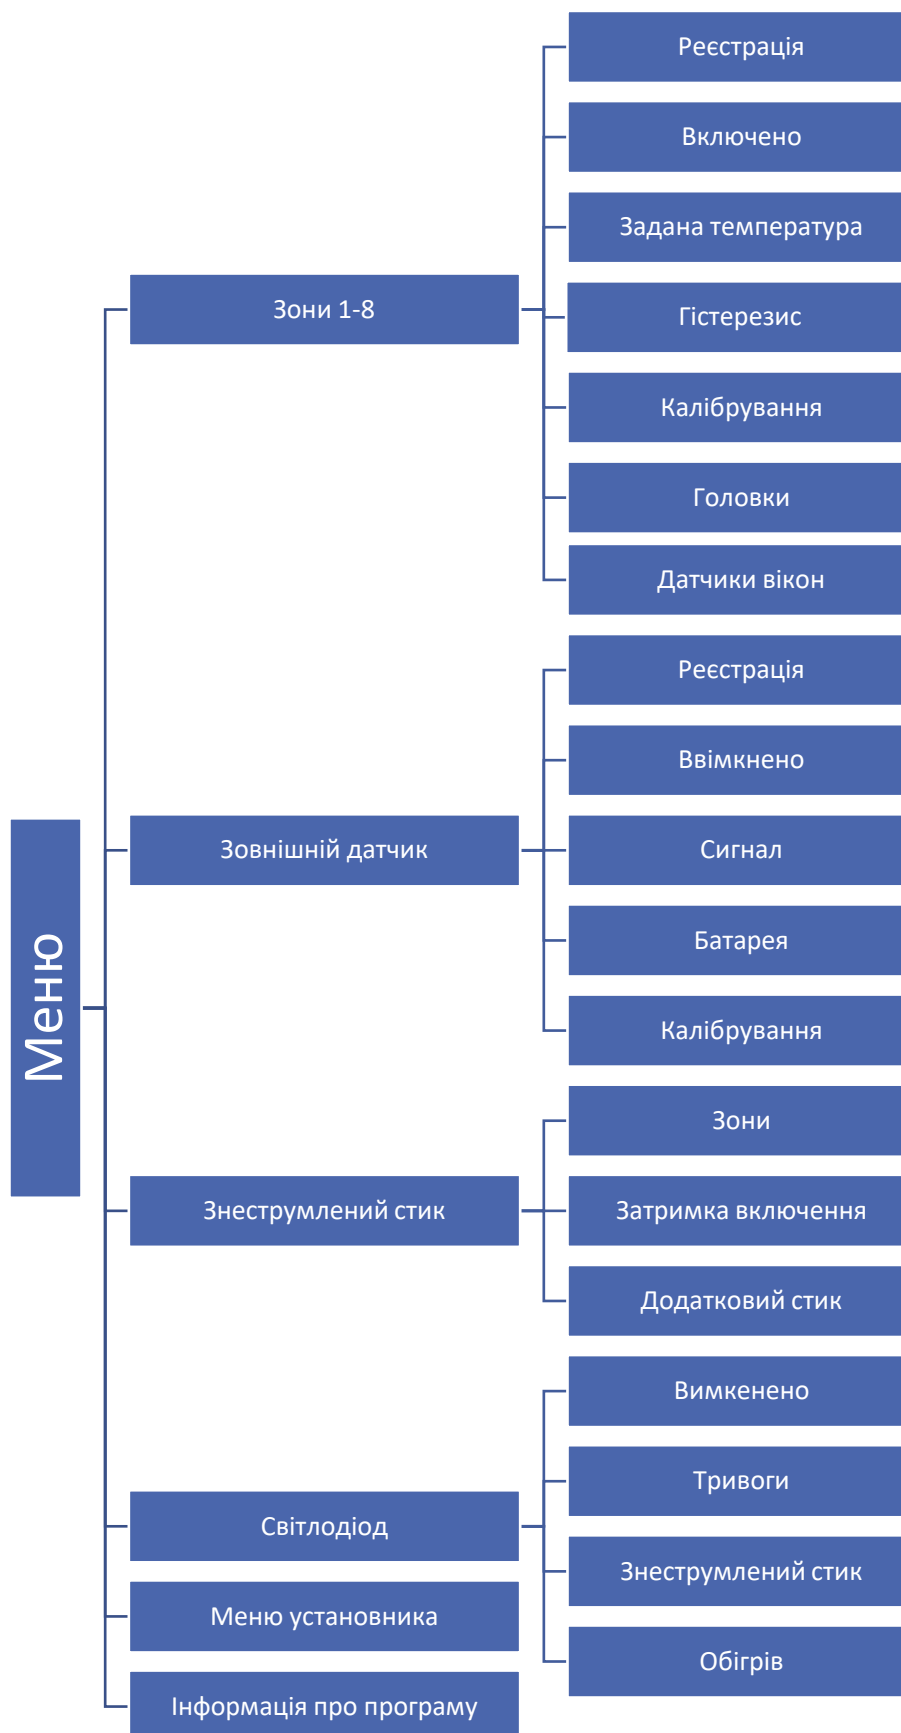 Меню
Зони 1-8
Реєстрація
Включено
Задана температура
Гістерезис
Калібрування
Головки
Датчики вікон
Зовнішній датчик
Реєстрація
Ввімкнено
Сигнал
Батарея
Калібрування
Знеструмлений стик
Зони
Затримка включення
Додатковий стик
Світлодіод
Вимкенено
Тривоги
Знеструмлений стик
Обігрів
Меню установника
Інформація про програму